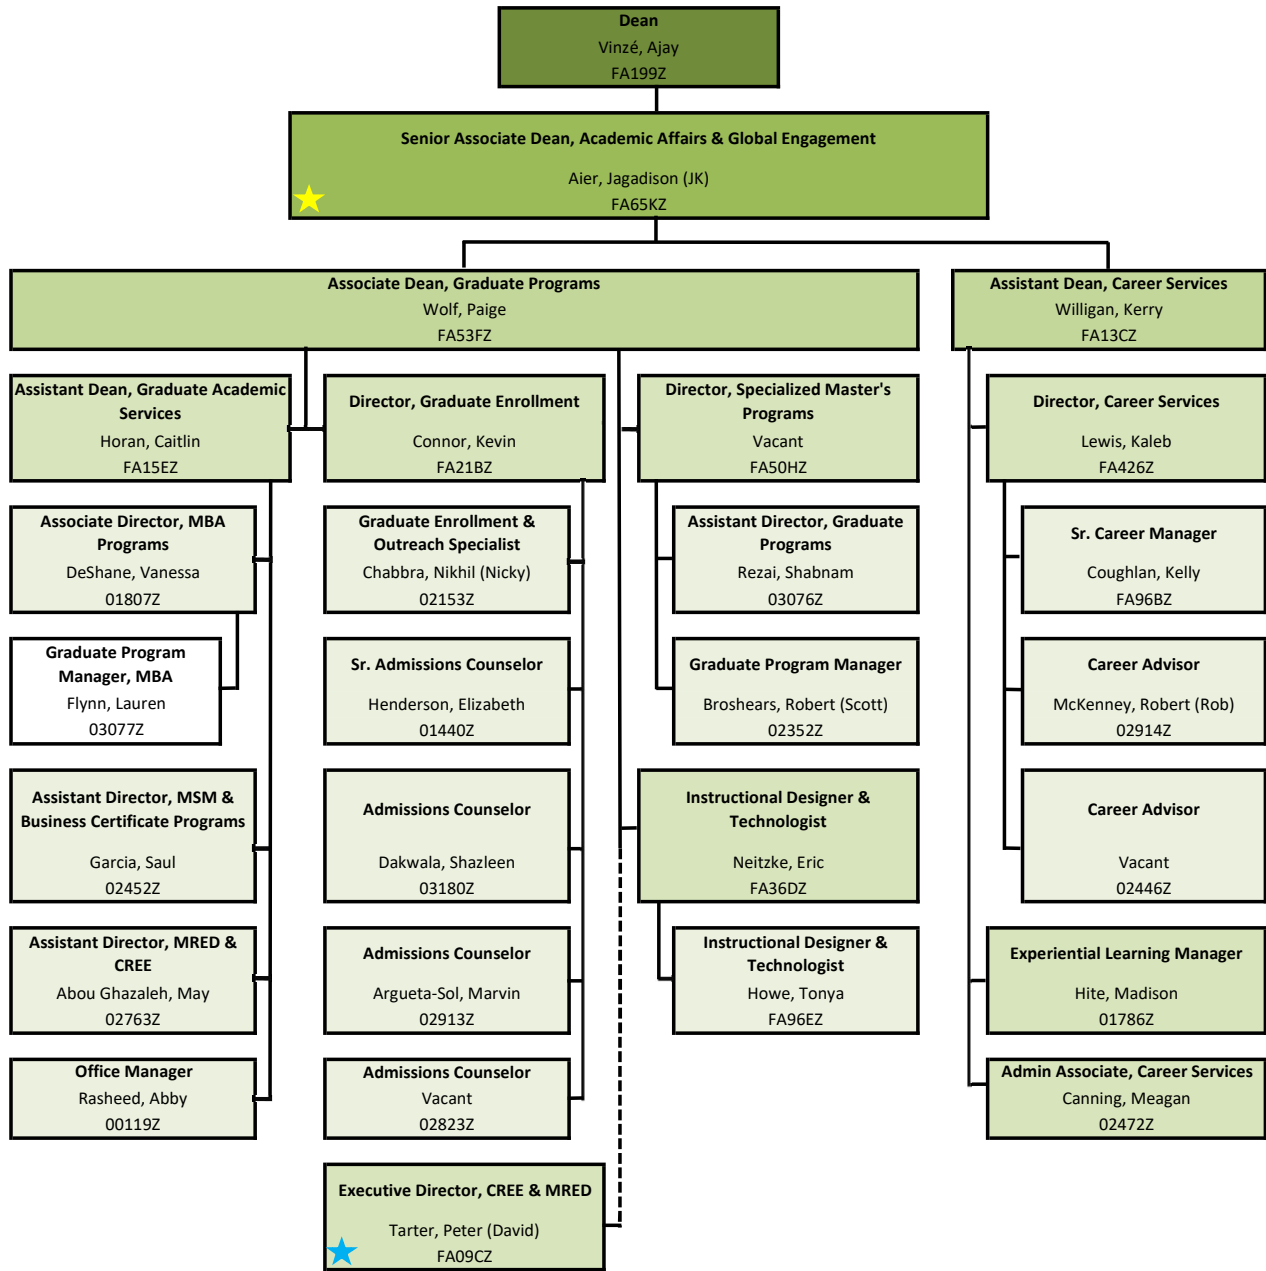 Dean
Vinzé, Ajay
FA199Z
Senior Associate Dean, Academic Affairs & Global Engagement
Aier, Jagadison (JK)
FA65KZ
Associate Dean, Graduate Programs
Wolf, Paige
FA53FZ
Assistant Dean, Career Services
Willigan, Kerry
FA13CZ
Assistant Dean, Graduate Academic
Services
Horan, Caitlin
FA15EZ
Director, Graduate Enrollment
Connor, Kevin
FA21BZ
Director, Specialized Master's
Programs
Vacant
FA50HZ
Director, Career Services
Lewis, Kaleb
FA426Z
Associate Director, MBA
Programs
DeShane, Vanessa
01807Z
Graduate Enrollment &
Outreach Specialist
Chabbra, Nikhil (Nicky)
02153Z
Assistant Director, Graduate
Programs
Rezai, Shabnam
03076Z
Sr. Career Manager
Coughlan, Kelly
FA96BZ
Graduate Program
Manager, MBA
Flynn, Lauren
03077Z
Sr. Admissions Counselor
Henderson, Elizabeth
01440Z
Graduate Program Manager
Broshears, Robert (Scott)
02352Z
Career Advisor
McKenney, Robert (Rob)
02914Z
Assistant Director, MSM &
Business Certificate Programs
Garcia, Saul
02452Z
Admissions Counselor
Dakwala, Shazleen
03180Z
Instructional Designer &
Technologist
Neitzke, Eric
FA36DZ
Career Advisor
Vacant
02446Z
Assistant Director, MRED &
CREE
Abou Ghazaleh, May
02763Z
Admissions Counselor
Argueta-Sol, Marvin
02913Z
Instructional Designer &
Technologist
Howe, Tonya
FA96EZ
Experiential Learning Manager
Hite, Madison
01786Z
Office Manager
Rasheed, Abby
00119Z
Admissions Counselor
Vacant
02823Z
Admin Associate, Career Services
Canning, Meagan
02472Z
Executive Director, CREE & MRED
Tarter, Peter (David)
FA09CZ